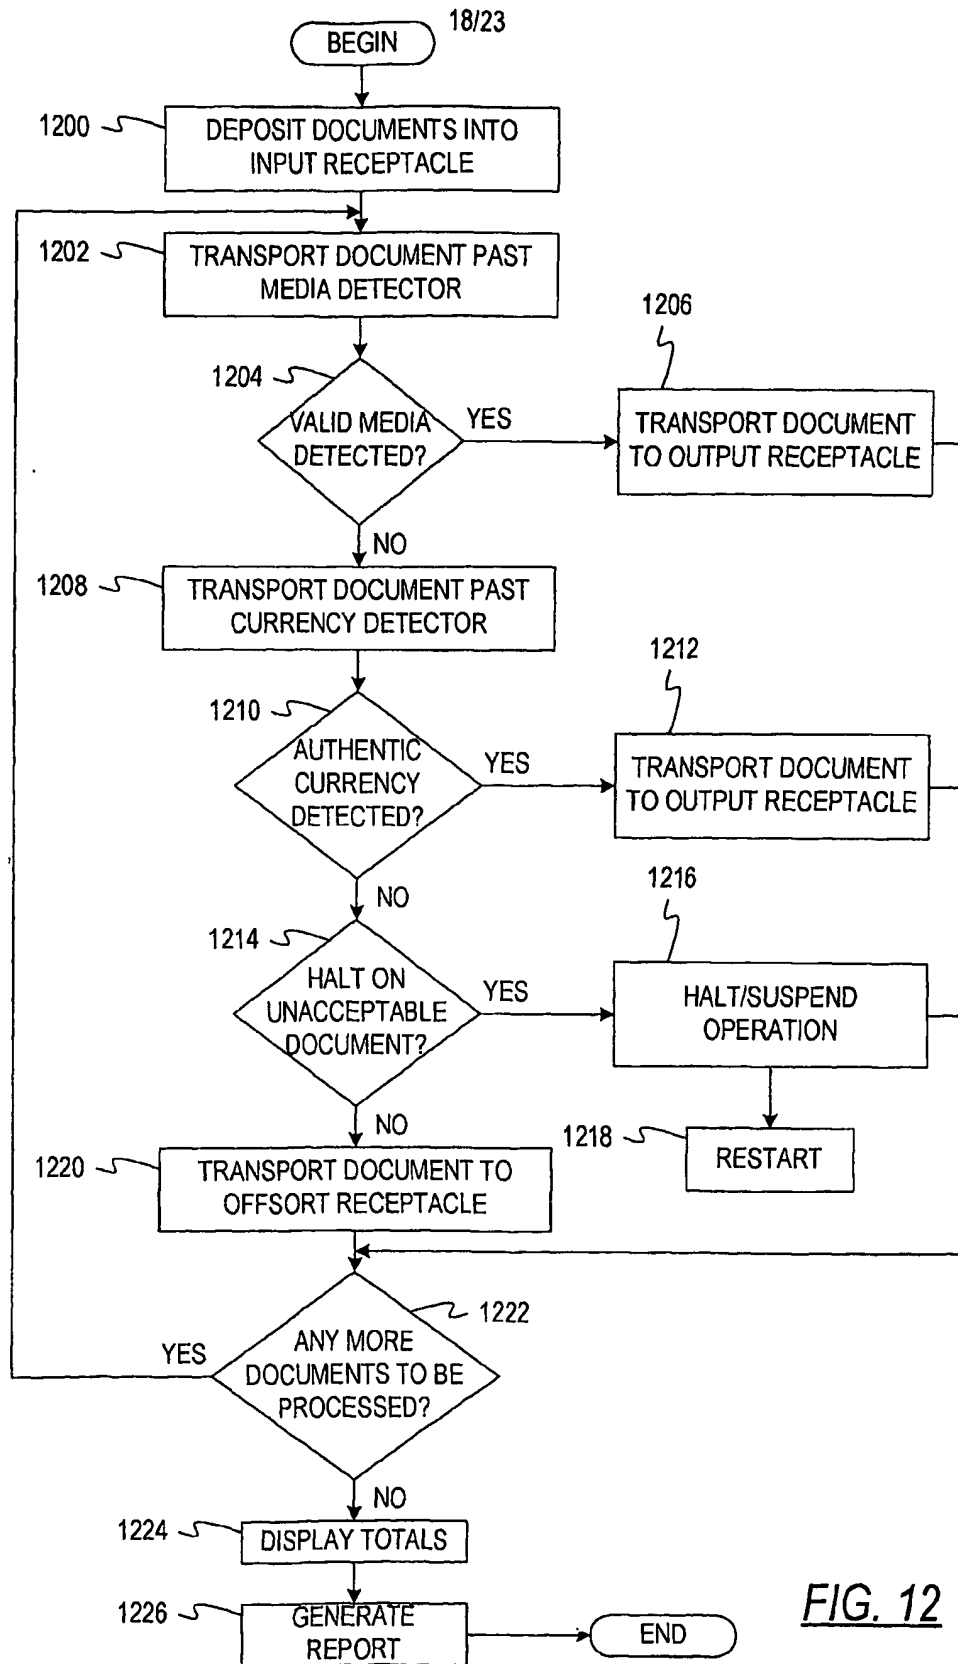 18/23
BEGIN
1200
DEPOSIT DOCUMENTS INTO
INPUT RECEPTACLE
1202
TRANSPORT DOCUMENT PAST
MEDIA DETECTOR
1204
VALID MEDIA
DETECTED?
YES
1206
TRANSPORT DOCUMENT
TO OUTPUT RECEPTACLE
NO
1208
TRANSPORT DOCUMENT PAST
CURRENCY DETECTOR
1210
AUTHENTIC
CURRENCY
DETECTED?
YES
1212
TRANSPORT DOCUMENT
TO OUTPUT RECEPTACLE
NO
1214
HALT ON
UNACCEPTABLE
DOCUMENT?
YES
1216
HALT/SUSPEND
OPERATION
1218
RESTART
NO
1220
TRANSPORT DOCUMENT TO
OFFSORT RECEPTACLE
1222
ANY MORE
DOCUMENTS TO BE
PROCESSED?
YES
NO
1224
DISPLAY TOTALS
1226
GENERATE
REPORT
END
FIG. 12